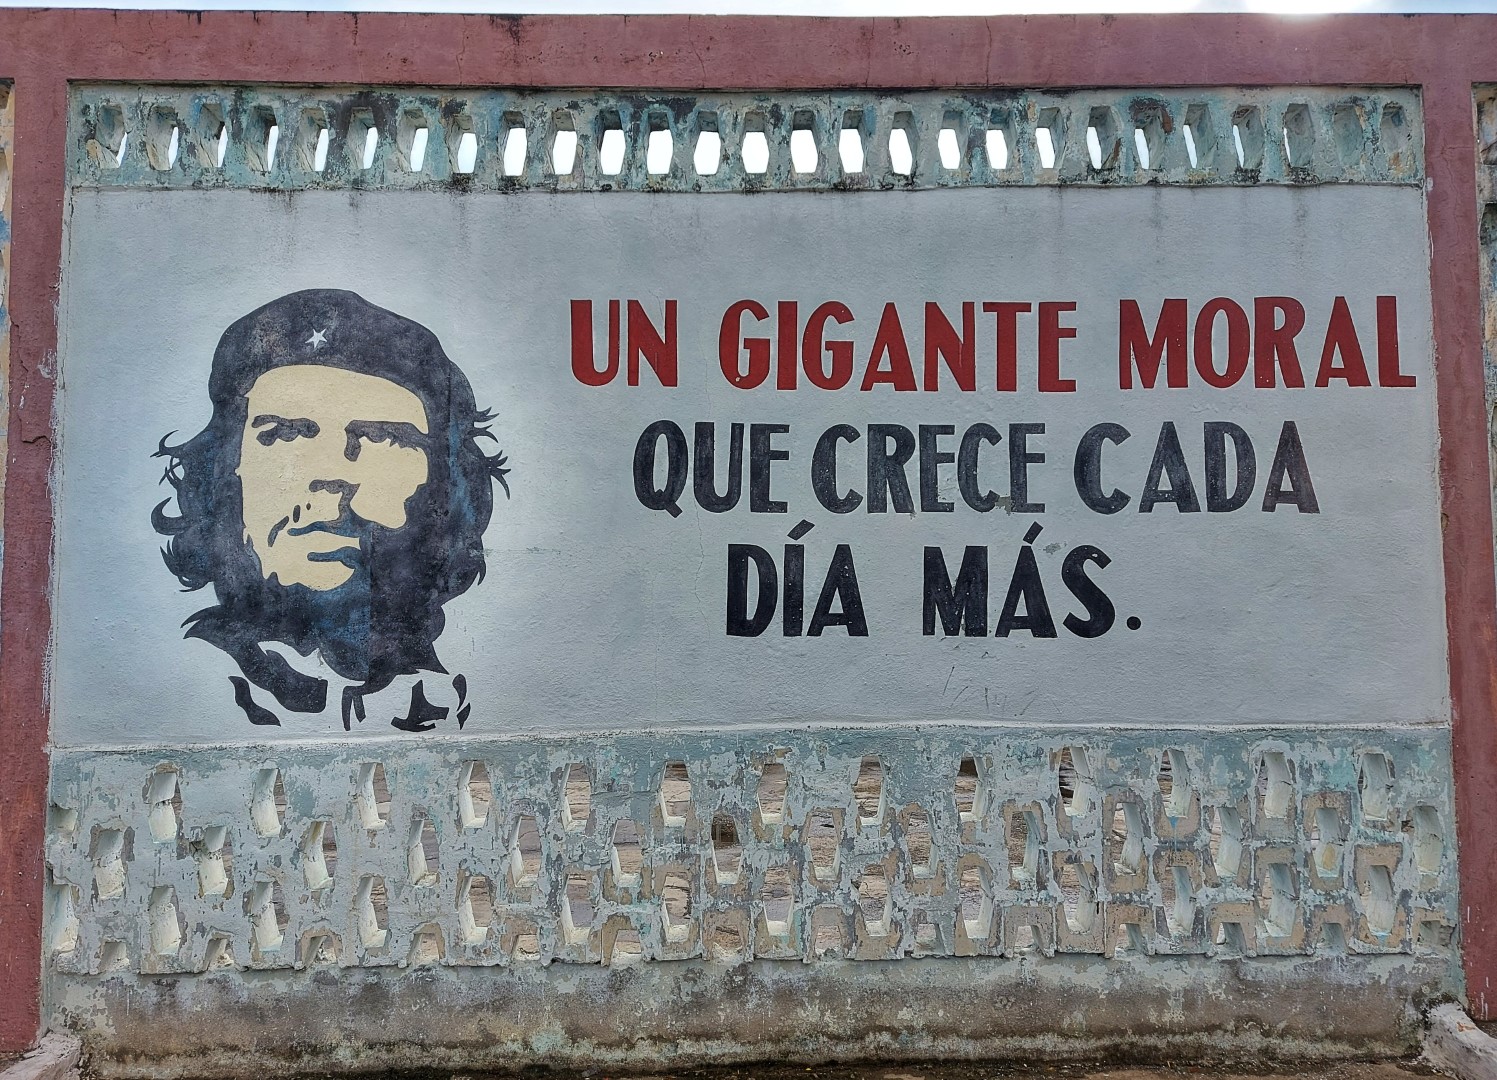 UN GIGANTE MORAL
QUE CRECE CADA
DÍA MÁS.